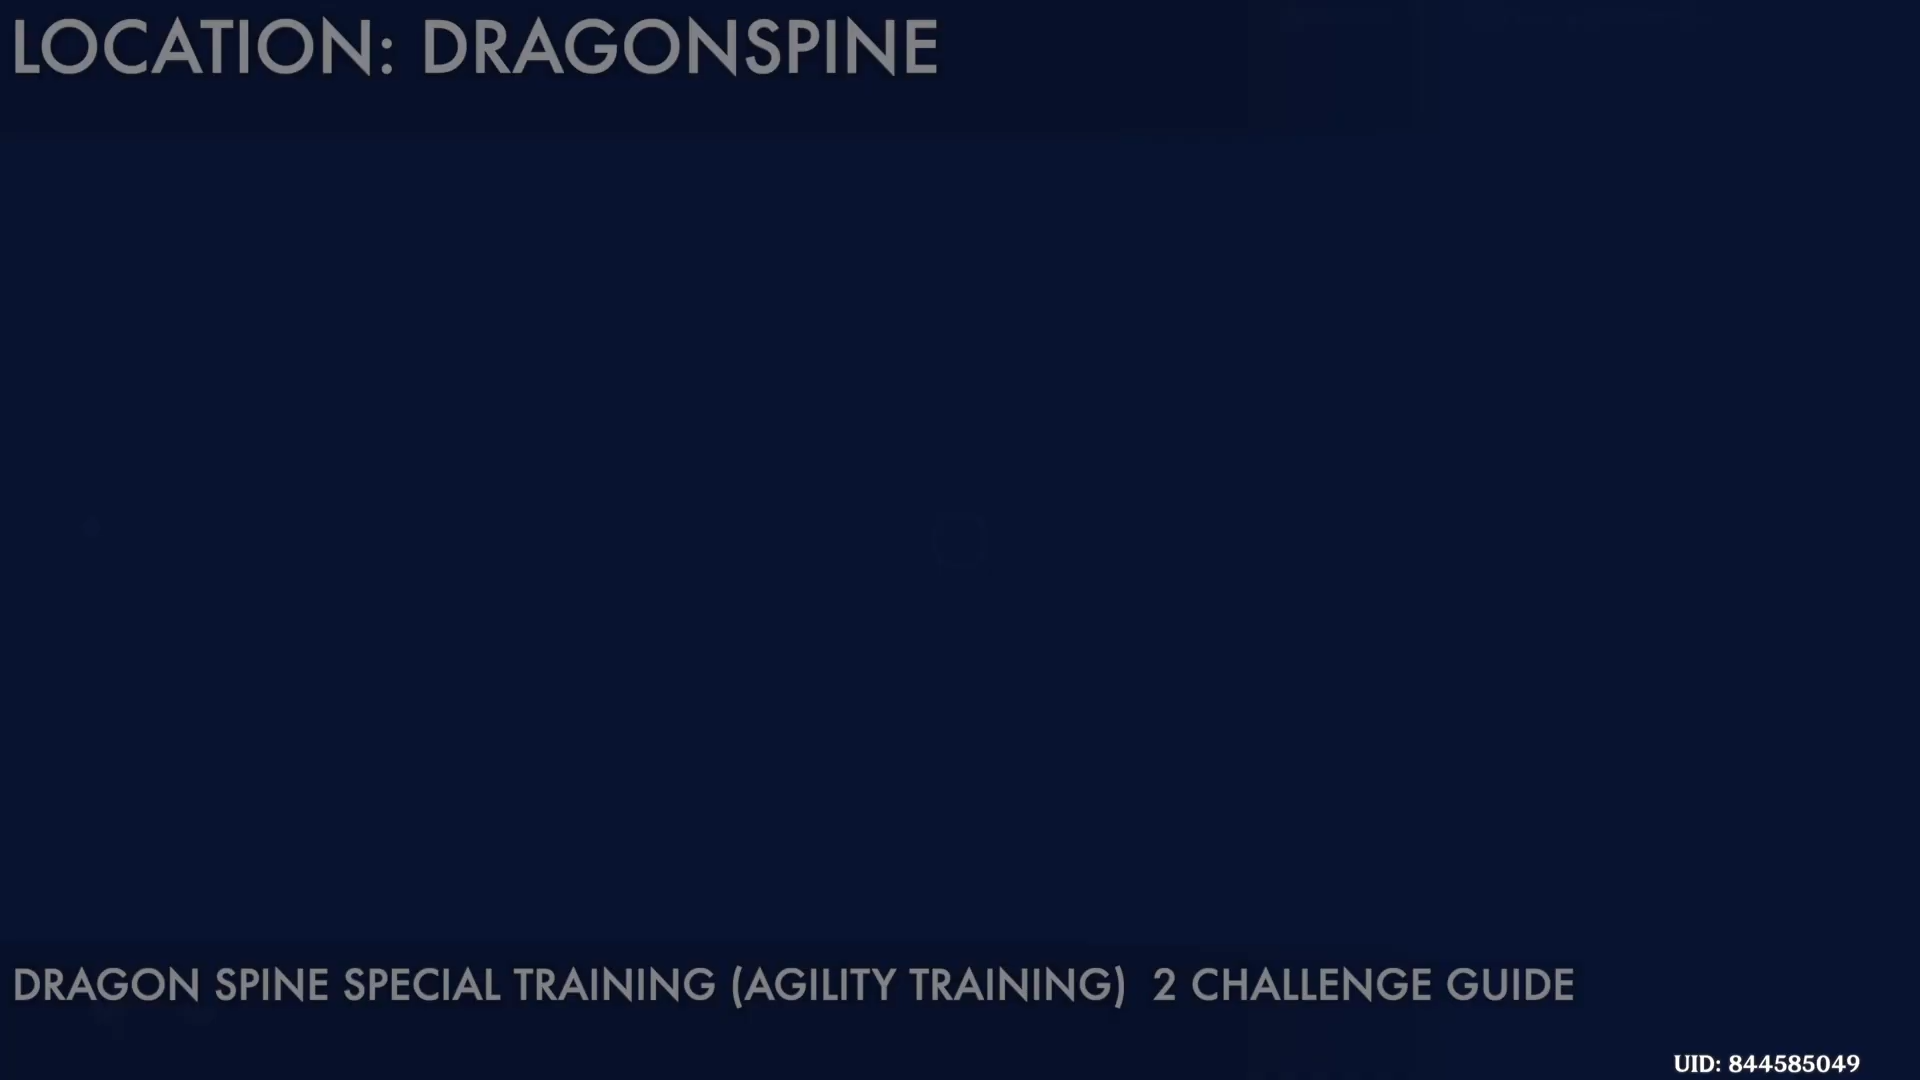 LOCATION: DRAGONSPINE
DRAGON SPINE SPECIAL TRAINING (AGILITY TRAINING) 2 CHALLENGE GUIDE
UID: 844585049